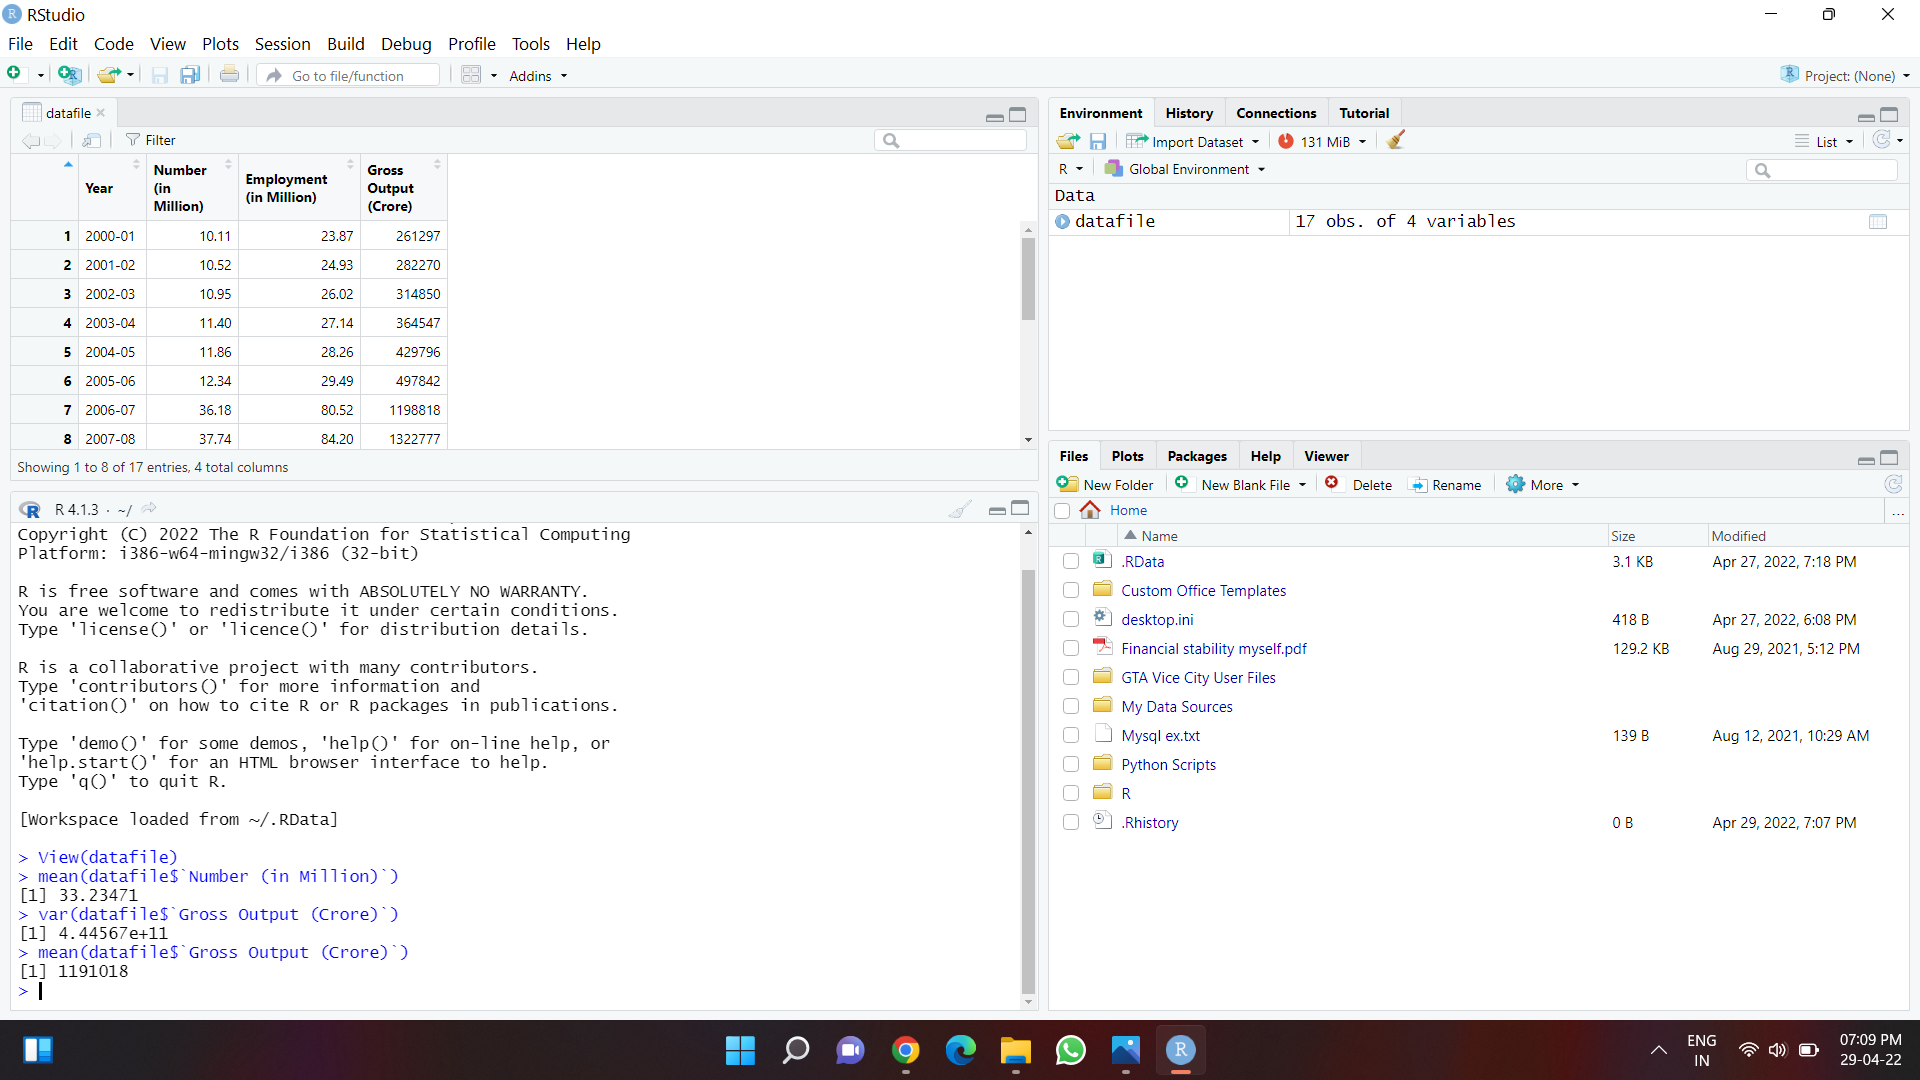 RStudio
File Edit Code View Plots Session Build Debug Profile Tools Help
Go to file/function Addins Project: (None)
datafile
Filter
Year Number (in Million) Employment (in Million) Gross Output (Crore)
1 2000-01 10.11 23.87 261297
2 2001-02 10.52 24.93 282270
3 2002-03 10.95 26.02 314850
4 2003-04 11.40 27.14 364547
5 2004-05 11.86 28.26 429796
6 2005-06 12.34 29.49 497842
7 2006-07 36.18 80.52 1198818
8 2007-08 37.74 84.20 1322777
Showing 1 to 8 of 17 entries, 4 total columns
R 4.1.3 · ~/
Copyright (C) 2022 The R Foundation for Statistical Computing
Platform: i386-w64-mingw32/i386 (32-bit)
R is free software and comes with ABSOLUTELY NO WARRANTY.
You are welcome to redistribute it under certain conditions.
Type 'license()' or 'licence()' for distribution details.
R is a collaborative project with many contributors.
Type 'contributors()' for more information and
'citation()' on how to cite R or R packages in publications.
Type 'demo()' for some demos, 'help()' for on-line help, or
'help.start()' for an HTML browser interface to help.
Type 'q()' to quit R.
[Workspace loaded from ~/.RData]
> View(datafile)
> mean(datafile$`Number (in Million)`)
[1] 33.23471
> var(datafile$`Gross Output (Crore)`)
[1] 4.44567e+11
> mean(datafile$`Gross Output (Crore)`)
[1] 1191018
>
Environment History Connections Tutorial
Import Dataset 131 MiB List
R Global Environment
Data
datafile 17 obs. of 4 variables
Files Plots Packages Help Viewer
New Folder New Blank File Delete Rename More
Home ...
Name Size Modified
.RData 3.1 KB Apr 27, 2022, 7:18 PM
Custom Office Templates
desktop.ini 418 B Apr 27, 2022, 6:08 PM
Financial stability myself.pdf 129.2 KB Aug 29, 2021, 5:12 PM
GTA Vice City User Files
My Data Sources
Mysql ex.txt 139 B Aug 12, 2021, 10:29 AM
Python Scripts
R
.Rhistory 0 B Apr 29, 2022, 7:07 PM
ENG IN
07:09 PM
29-04-22